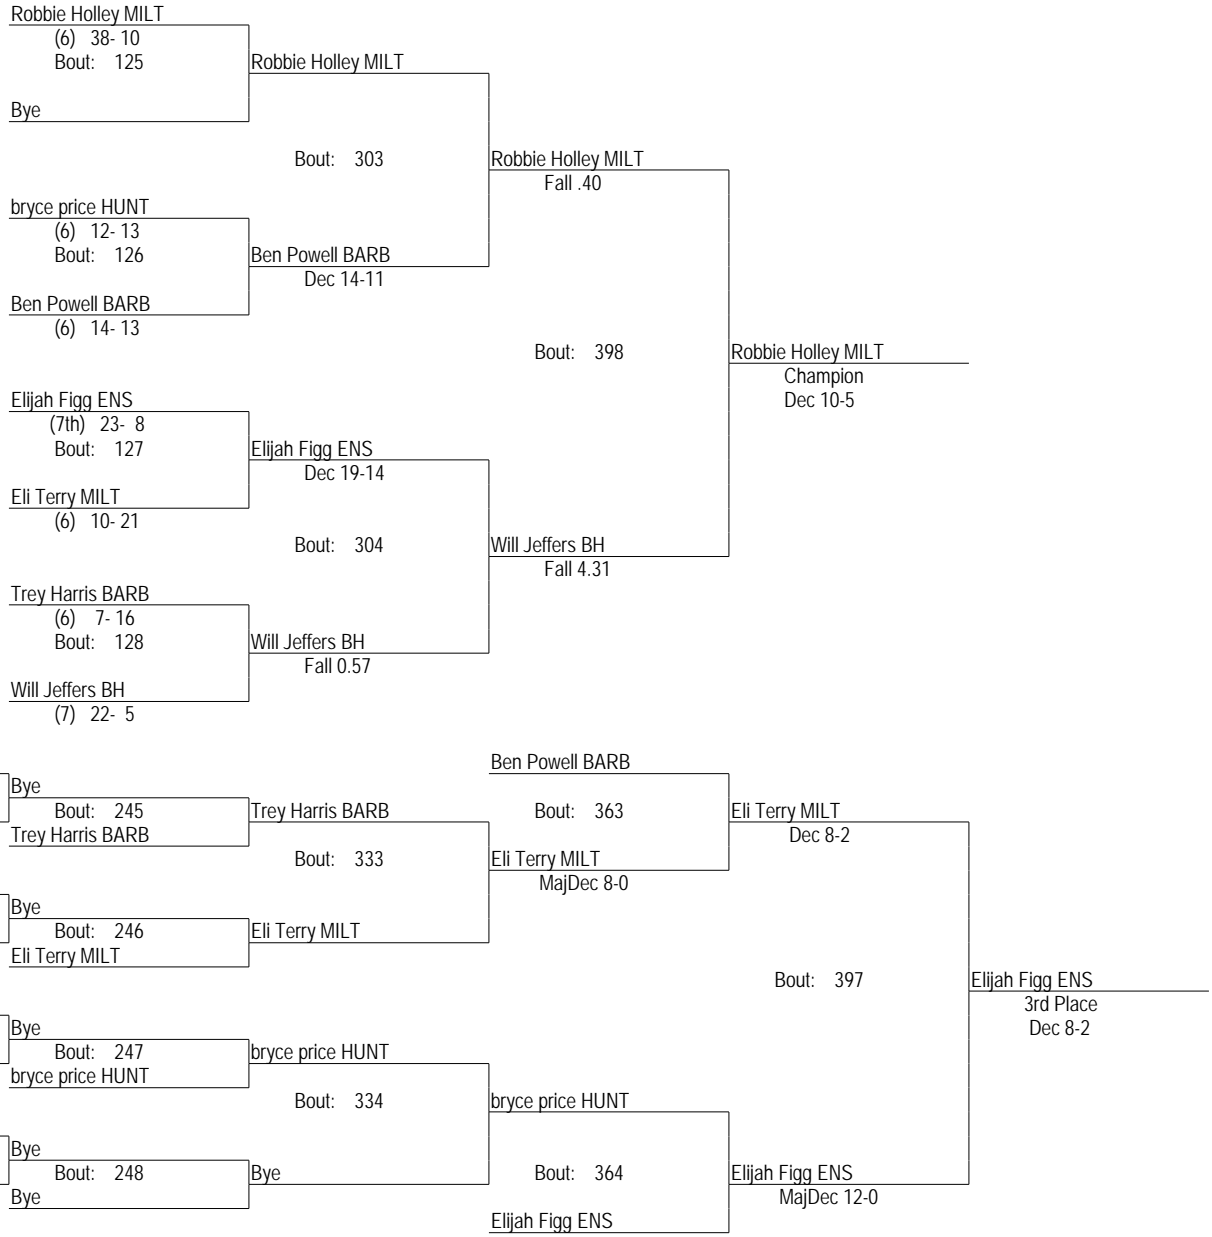 Robbie Holley MILT
(6) 38- 10
Bout: 125
Robbie Holley MILT
Bye
Bout: 303
Robbie Holley MILT
Fall .40
bryce price HUNT
(6) 12- 13
Bout: 126
Ben Powell BARB
Dec 14-11
Ben Powell BARB
(6) 14- 13
Bout: 398
Robbie Holley MILT
Champion
Dec 10-5
Elijah Figg ENS
(7th) 23- 8
Bout: 127
Elijah Figg ENS
Dec 19-14
Eli Terry MILT
(6) 10- 21
Bout: 304
Will Jeffers BH
Fall 4.31
Trey Harris BARB
(6) 7- 16
Bout: 128
Will Jeffers BH
Fall 0.57
Will Jeffers BH
(7) 22- 5
Ben Powell BARB
Bye
Bout: 245
Trey Harris BARB
Bout: 363
Eli Terry MILT
Dec 8-2
Trey Harris BARB
Bout: 333
Eli Terry MILT
MajDec 8-0
Bye
Bout: 246
Eli Terry MILT
Eli Terry MILT
Bout: 397
Elijah Figg ENS
3rd Place
Dec 8-2
Bye
Bout: 247
bryce price HUNT
bryce price HUNT
Bout: 334
bryce price HUNT
Bye
Bout: 248
Bye
Bout: 364
Elijah Figg ENS
MajDec 12-0
Bye
Elijah Figg ENS